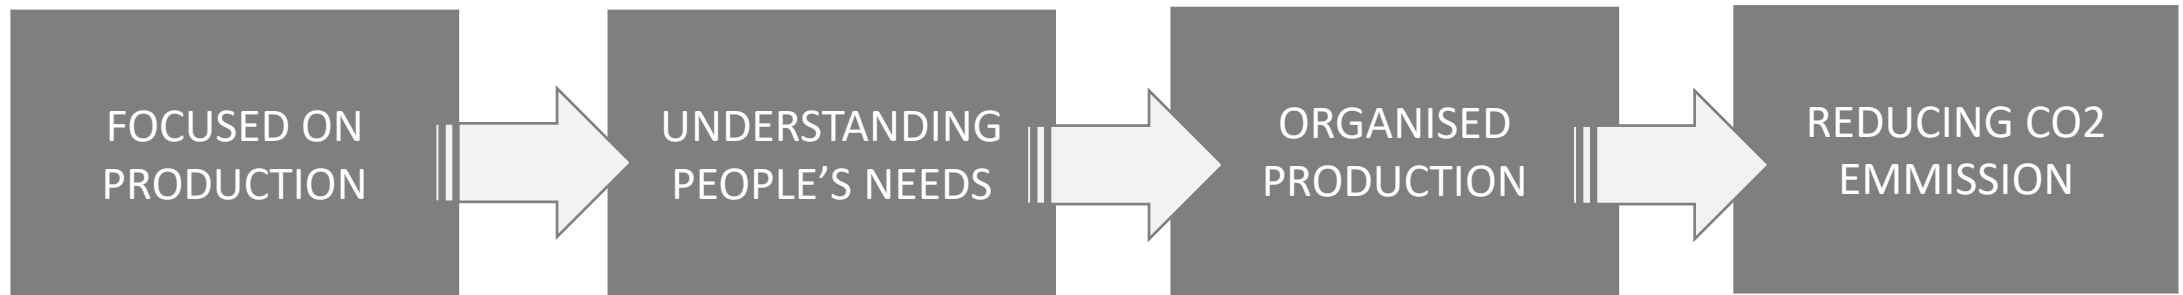 FOCUSED ON
PRODUCTION
UNDERSTANDING
PEOPLE’S NEEDS
ORGANISED
PRODUCTION
REDUCING CO2
EMMISSION